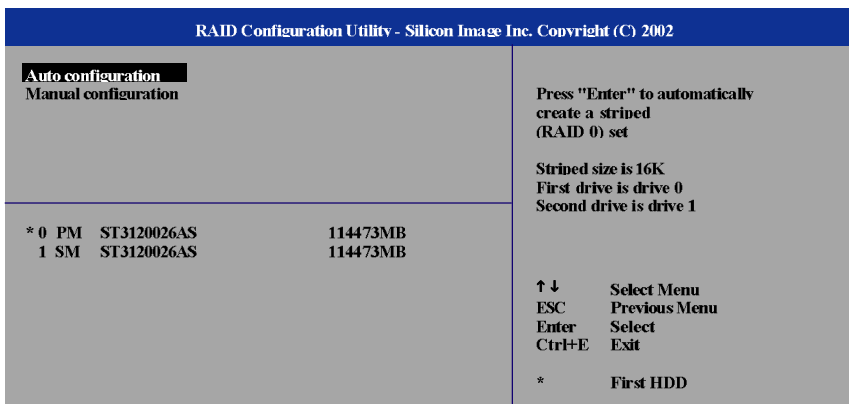 RAID Configuration Utility - Silicon Image Inc. Copyright (C) 2002
Auto configuration
Manual configuration
* 0 PM ST3120026AS 114473MB
1 SM ST3120026AS 114473MB
Press "Enter" to automatically
create a striped
(RAID 0) set
Striped size is 16K
First drive is drive 0
Second drive is drive 1
↑↓ Select Menu
ESC Previous Menu
Enter Select
Ctrl+E Exit
* First HDD